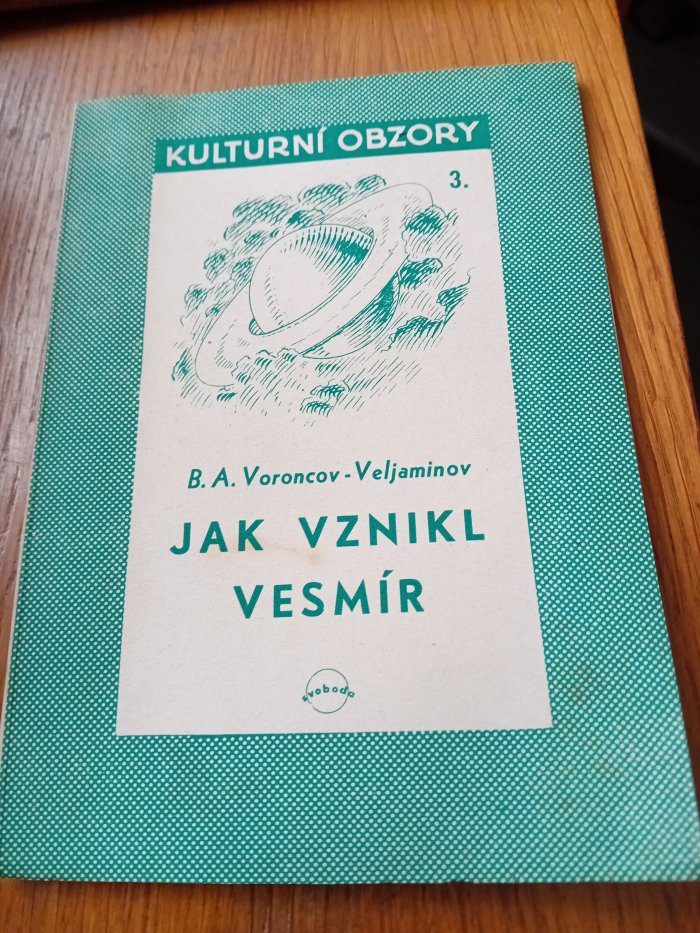 KULTURNÍ OBZORY
3.
B. A. Voroncov-Veljaminov
JAK VZNIKL
VESMÍR
svoboda